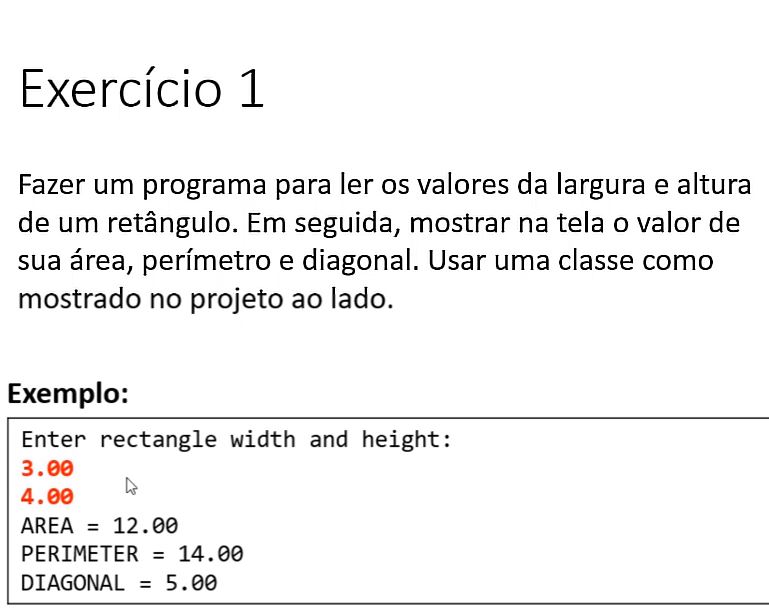 Exercício 1
Fazer um programa para ler os valores da largura e altura
de um retângulo. Em seguida, mostrar na tela o valor de
sua área, perímetro e diagonal. Usar uma classe como
mostrado no projeto ao lado.
Exemplo:
Enter rectangle width and height:
3.00
4.00
AREA = 12.00
PERIMETER = 14.00
DIAGONAL = 5.00